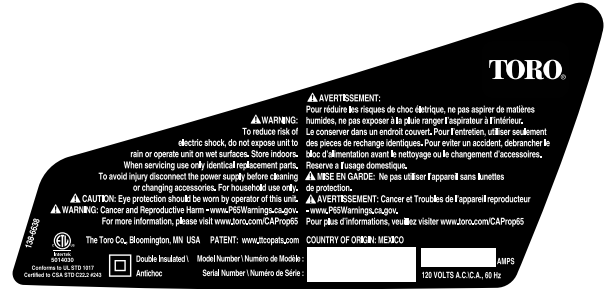 TORO®
⚠ WARNING:
To reduce risk of
electric shock, do not expose unit to
rain or operate unit on wet surfaces. Store indoors.
When servicing use only identical replacement parts.
To avoid injury disconnect the power supply before cleaning
or changing accessories. For household use only.
⚠ CAUTION: Eye protection should be worn by operator of this unit.
⚠ WARNING: Cancer and Reproductive Harm - www.P65Warnings.ca.gov.
For more information, please visit www.toro.com/CAProp65
⚠ AVERTISSEMENT:
Pour réduire les risques de choc életrique, ne pas aspirer de matières
humides, ne pas exposer à la pluie ranger l'aspirateur à l'intérieur.
Le conserver dans un endroit couvert. Pour l'entretien, utiliser seulement
des pieces de rechange identiques. Pour eviter un accident, debrancher le
bloc d'alimentation avant le nettoyage ou le changement d'accessoires.
Reserve a l'usage domestique.
⚠ MISE EN GARDE: Ne pas utiliser l'appareil sans lunettes
de protection.
⚠ AVERTISSEMENT: Cancer et Troubles de l'appareil reproducteur
- www.P65Warnings.ca.gov.
Pour plus d'informations, veuillez visiter www.toro.com/CAProp65
138-6638
The Toro Co., Bloomington, MN USA PATENT: www.ttcopats.com COUNTRY OF ORIGIN: MEXICO
ETL
Intertek
5014030
Conforms to UL STD 1017
Certified to CSA STD C22.2 #243
Double Insulated \
Antichoc
Model Number \ Numéro de Modèle :
Serial Number \ Numéro de Série :
AMPS
120 VOLTS A.C.\C.A., 60 Hz